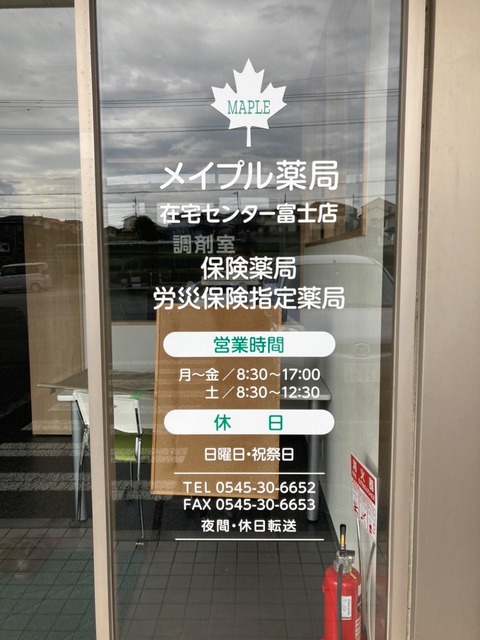 MAPLE
メイプル薬局
在宅センター富士店
調剤室
保険薬局
労災保険指定薬局
営業時間
月～金／8:30～17:00
土／8:30～12:30
休 日
日曜日・祝祭日
TEL 0545-30-6652
FAX 0545-30-6653
夜間・休日転送